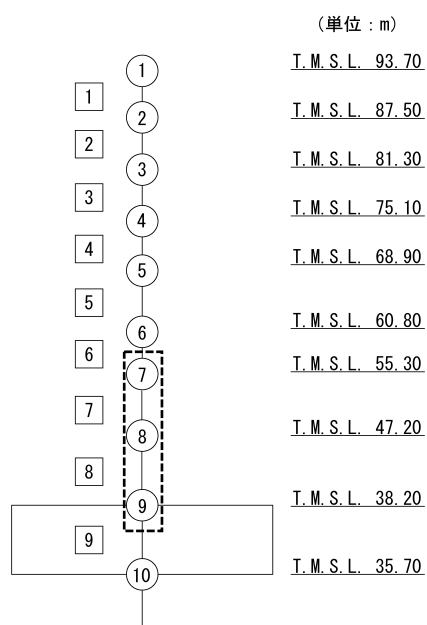 （単位：m）
1 T.M.S.L. 93.70
1
2 T.M.S.L. 87.50
2
3 T.M.S.L. 81.30
3
4 T.M.S.L. 75.10
4
5 T.M.S.L. 68.90
5
6 T.M.S.L. 60.80
6
7 T.M.S.L. 55.30
7
8 T.M.S.L. 47.20
8
9 T.M.S.L. 38.20
9
10 T.M.S.L. 35.70